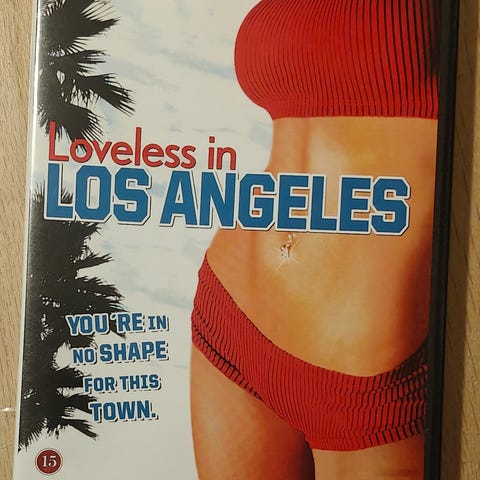 Loveless in
LOS ANGELES
YOU'RE IN
NO SHAPE
FOR THIS
TOWN.
15